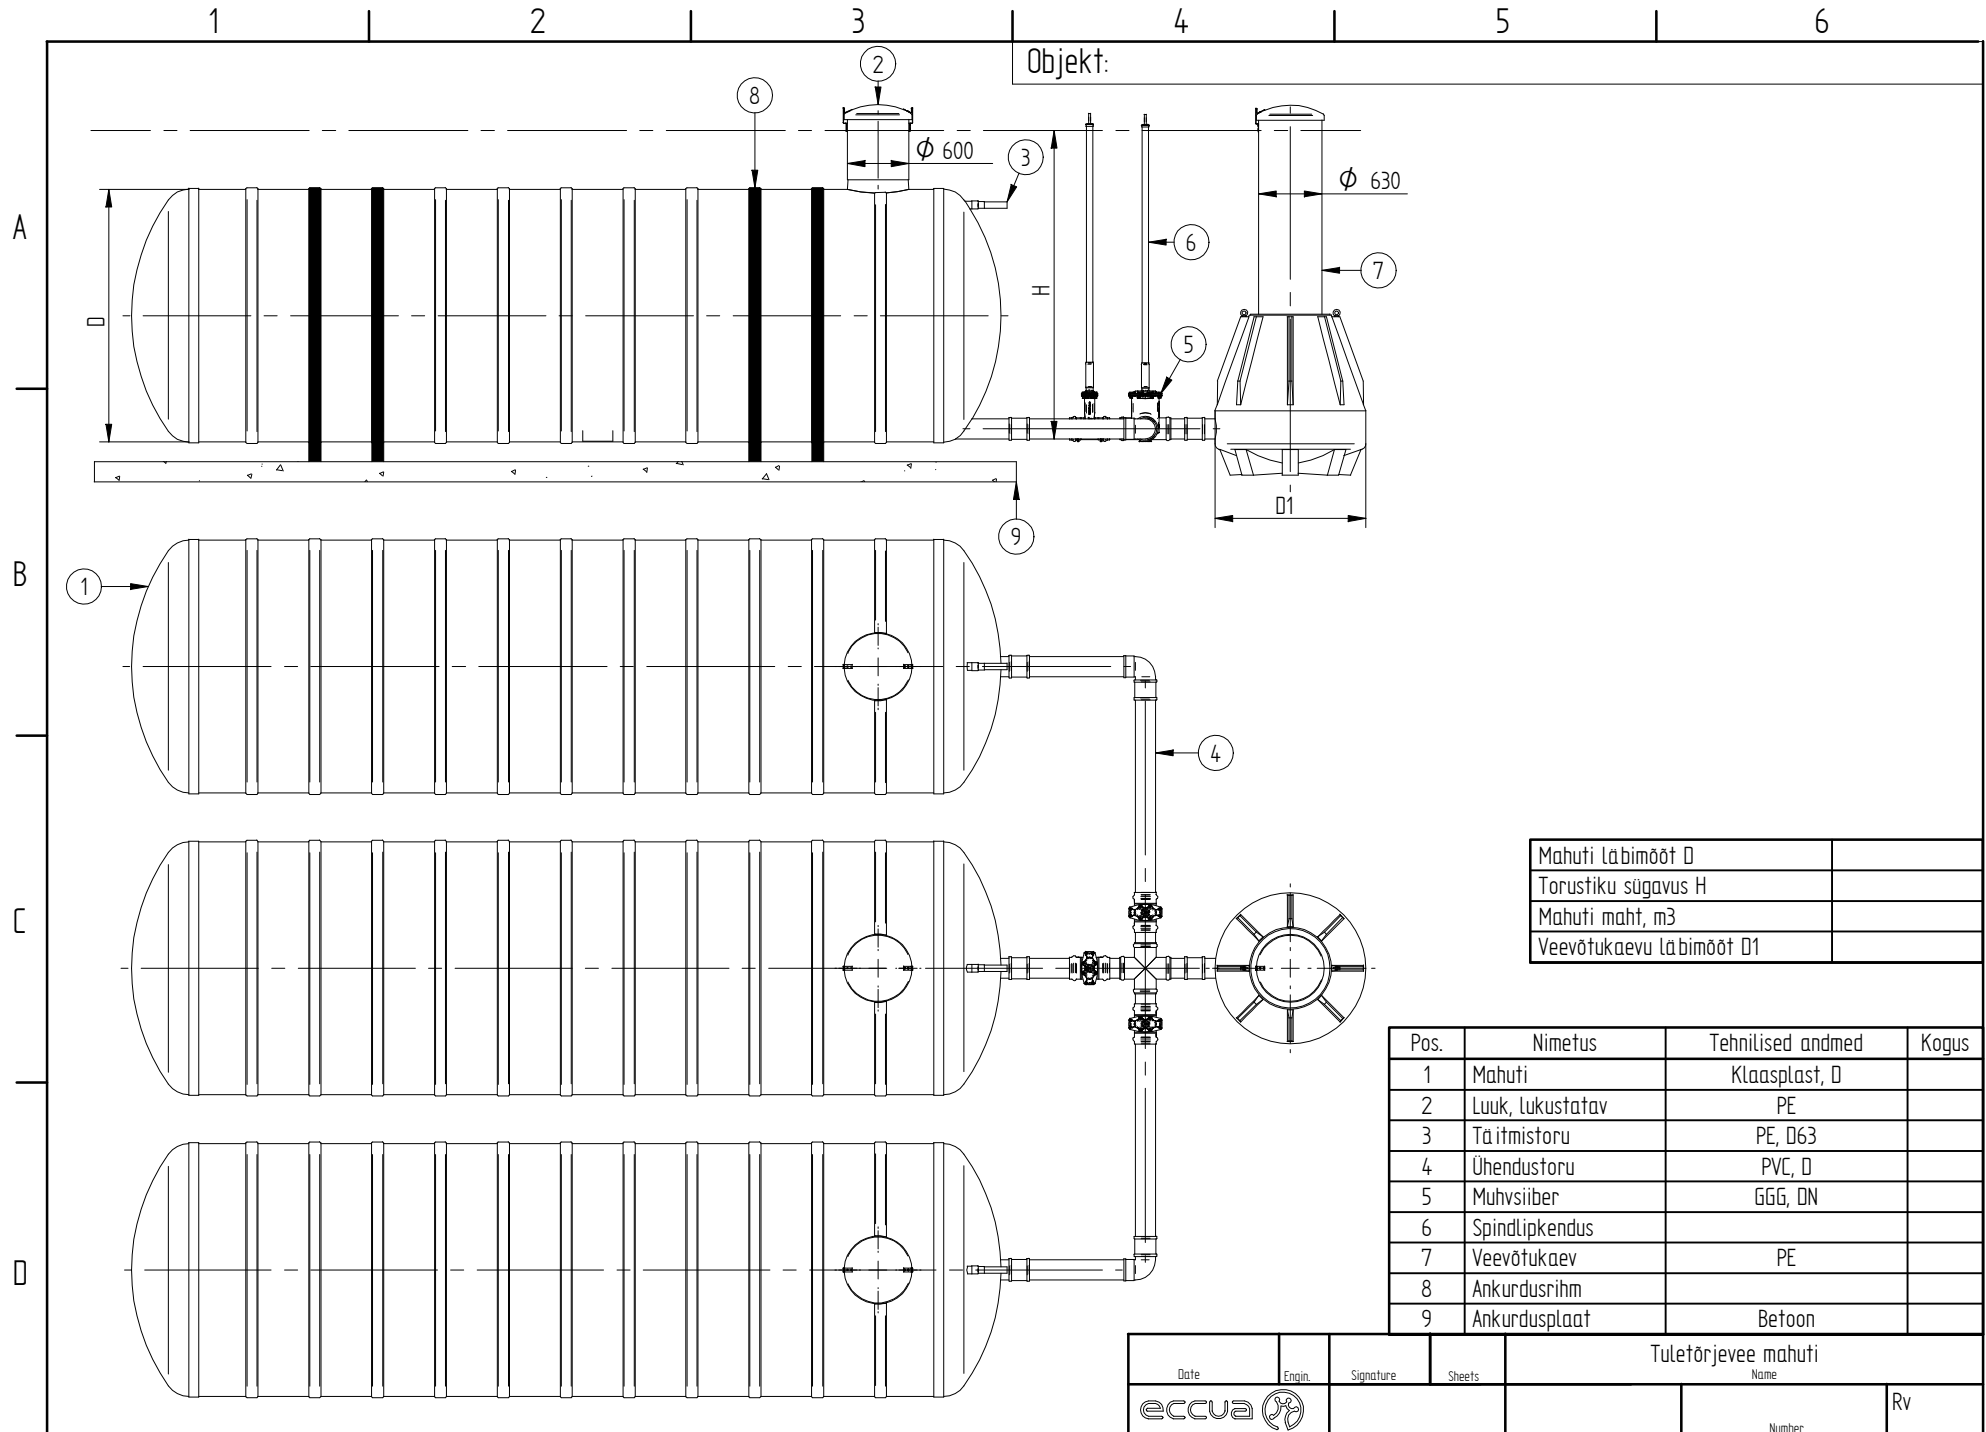 1 2 3 4 5 6
Objekt:
2
8
Φ 600
3
Φ 630
A
6
7
H
D
5
D1
9
B
1
4
Mahuti läbimõõt D
Torustiku sügavus H
C
Mahuti maht, m3
Veevõtukaevu läbimõõt D1
Pos. Nimetus Tehnilised andmed Kogus
1 Mahuti Klaasplast, D
2 Luuk, lukustatav PE
3 Täitmistoru PE, D63
4 Ühendustoru PVC, D
5 Muhvsiiber GGG, DN
6 Spindlipkendus
7 Veevõtukaev PE
D
8 Ankurdusrihm
9 Ankurdusplaat Betoon
Tuletõrjevee mahuti
Date Engin. Signature Sheets Name
eccua
Rv
Number